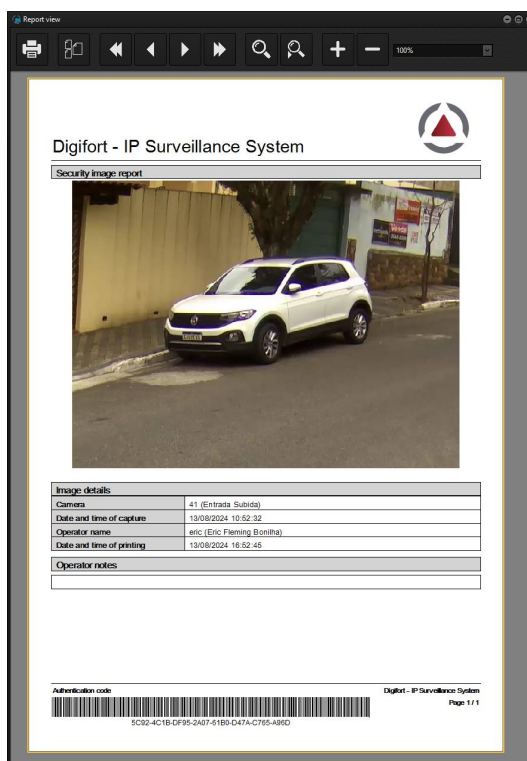 Report view
100%
Digifort - IP Surveillance System
Security image report
Image details
Camera 41 (Entrada Subida)
Date and time of capture 13/08/2024 10:52:32
Operator name eric (Eric Fleming Bonilha)
Date and time of printing 13/08/2024 16:52:45
Operator notes
Authentication code
Digifort - IP Surveillance System
Page 1 / 1
5C92-4C1B-DF95-2A07-61B0-D47A-C765-A96D